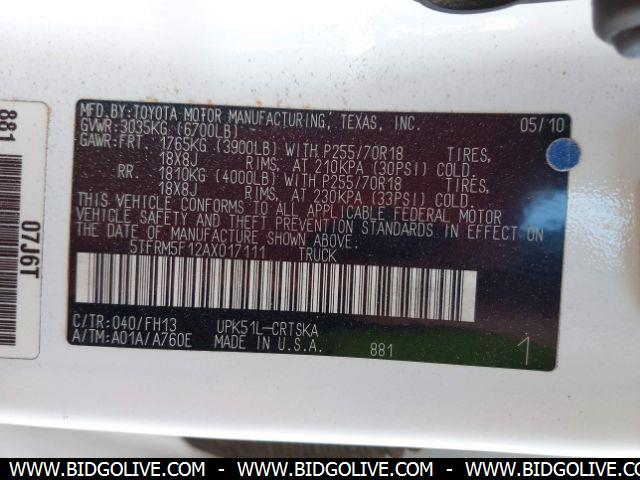 MFD.BY:TOYOTA MOTOR MANUFACTURING, TEXAS, INC. 05/10
GVWR:3035KG (6700LB)
GAWR:FRT. 1765KG (3900LB) WITH P255/70R18 TIRES,
18X8J RIMS, AT 210KPA (30PSI) COLD.
RR. 1810KG (4000LB) WITH P255/70R18 TIRES,
18X8J RIMS, AT 230KPA (33PSI) COLD.
THIS VEHICLE CONFORMS TO ALL APPLICABLE FEDERAL MOTOR
VEHICLE SAFETY AND THEFT PREVENTION STANDARDS IN EFFECT ON
THE DATE OF MANUFACTURE SHOWN ABOVE.
5TFRM5F12AX017111 TRUCK
C/TR:040/FH13 UPK51L-CRTSKA
A/TM:A01A/A760E MADE IN U.S.A. 881 1
881
07J6T
WWW.BIDGOLIVE.COM - WWW.BIDGOLIVE.COM - WWW.BIDGOLIVE.COM